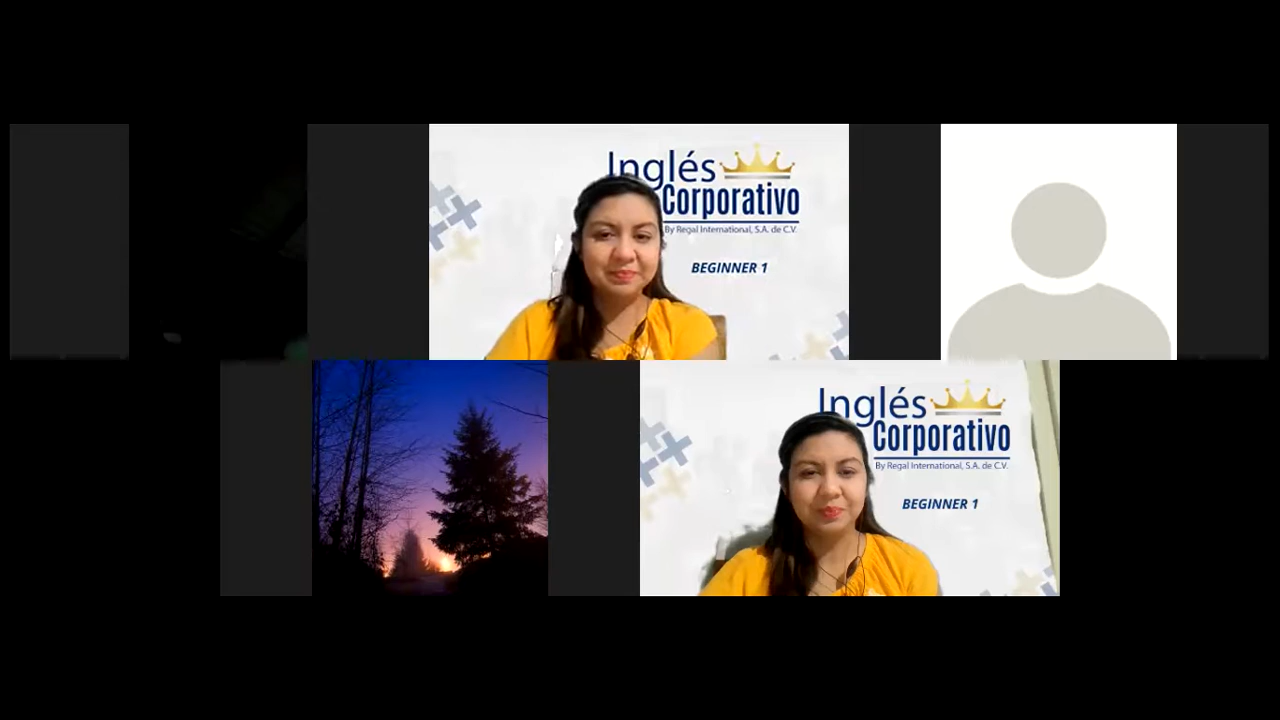 Inglés
Corporativo
By Regal International, S.A. de C.V.
BEGINNER 1
Inglés
Corporativo
By Regal International, S.A. de C.V.
BEGINNER 1